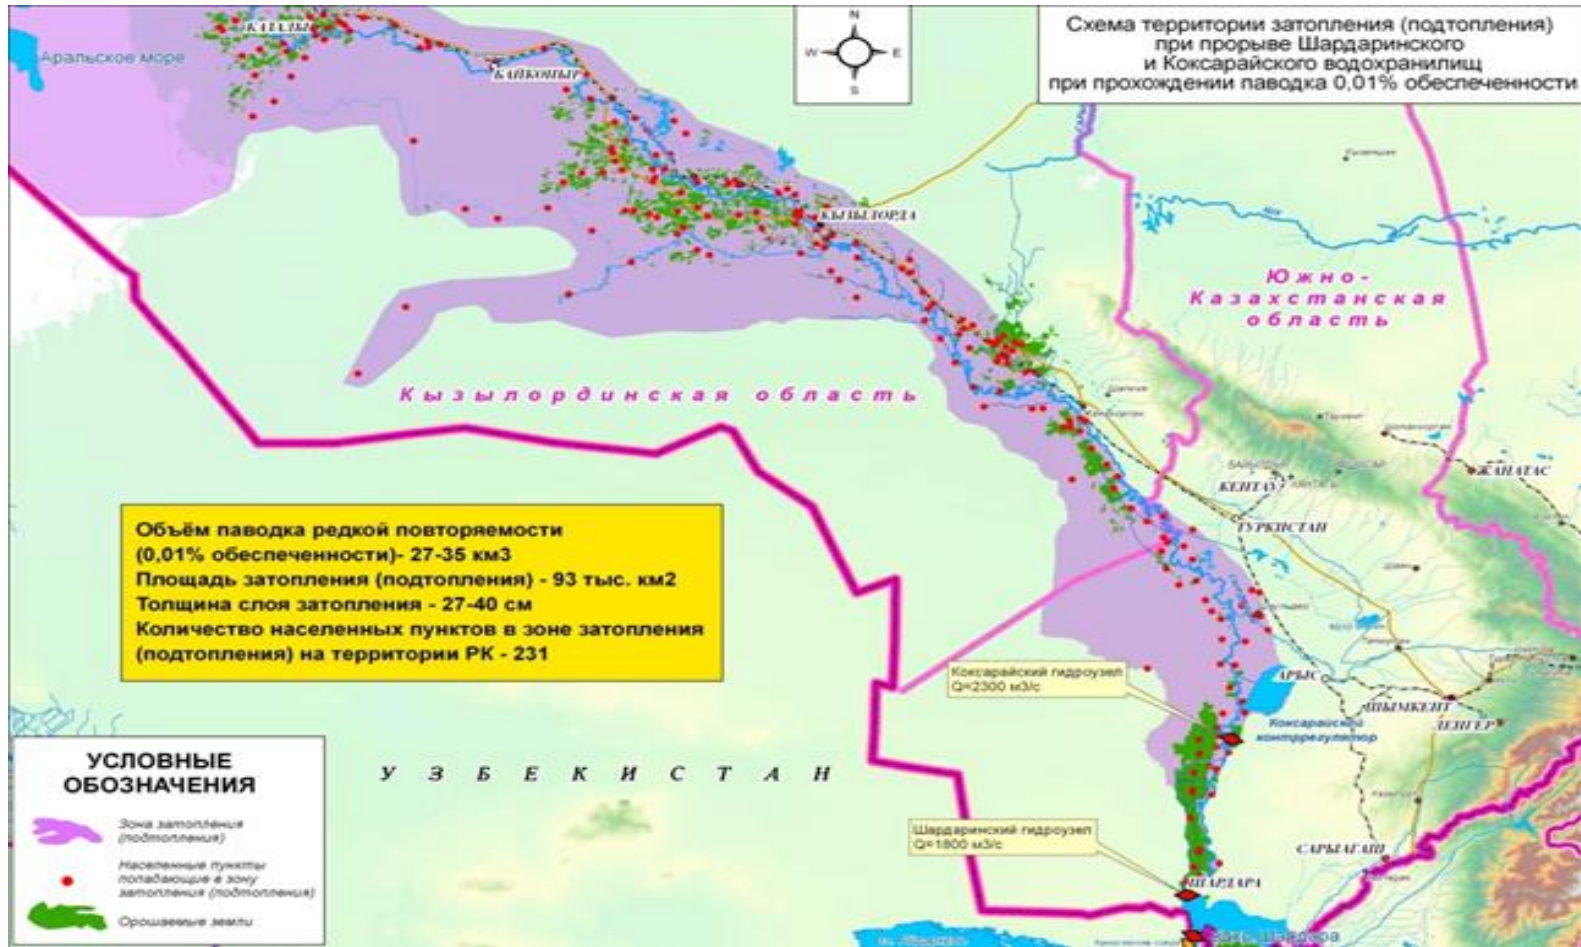 Схема территории затопления (подтопления)
при прорыве Шардаринского
и Коксарайского водохранилищ
при прохождении паводка 0,01% обеспеченности
N
W
E
S
КАЗАЛЫ
Аральское море
БАЙКОНЫР
КЫЗЫЛОРДА
Южно-
Казахстанская
область
Кызылординская область
КЕНТАУ
ЖАНАТАС
ТУРКИСТАН
Объём паводка редкой повторяемости
(0,01% обеспеченности)- 27-35 км3
Площадь затопления (подтопления) - 93 тыс. км2
Толщина слоя затопления - 27-40 см
Количество населенных пунктов в зоне затопления
(подтопления) на территории РК - 231
Коксарайский гидроузел
Q=2300 м3/с
АРЫС
ШЫМКЕНТ
ЛЕНГЕР
Коксарайский
контррегулятор
УЗБЕКИСТАН
Шардаринский гидроузел
Q=1800 м3/с
САРЫАГАШ
ШАРДАРА
УСЛОВНЫЕ
ОБОЗНАЧЕНИЯ
Зона затопления
(подтопления)
Населенные пункты
попадающие в зону
затопления (подтопления)
Орошаемые земли